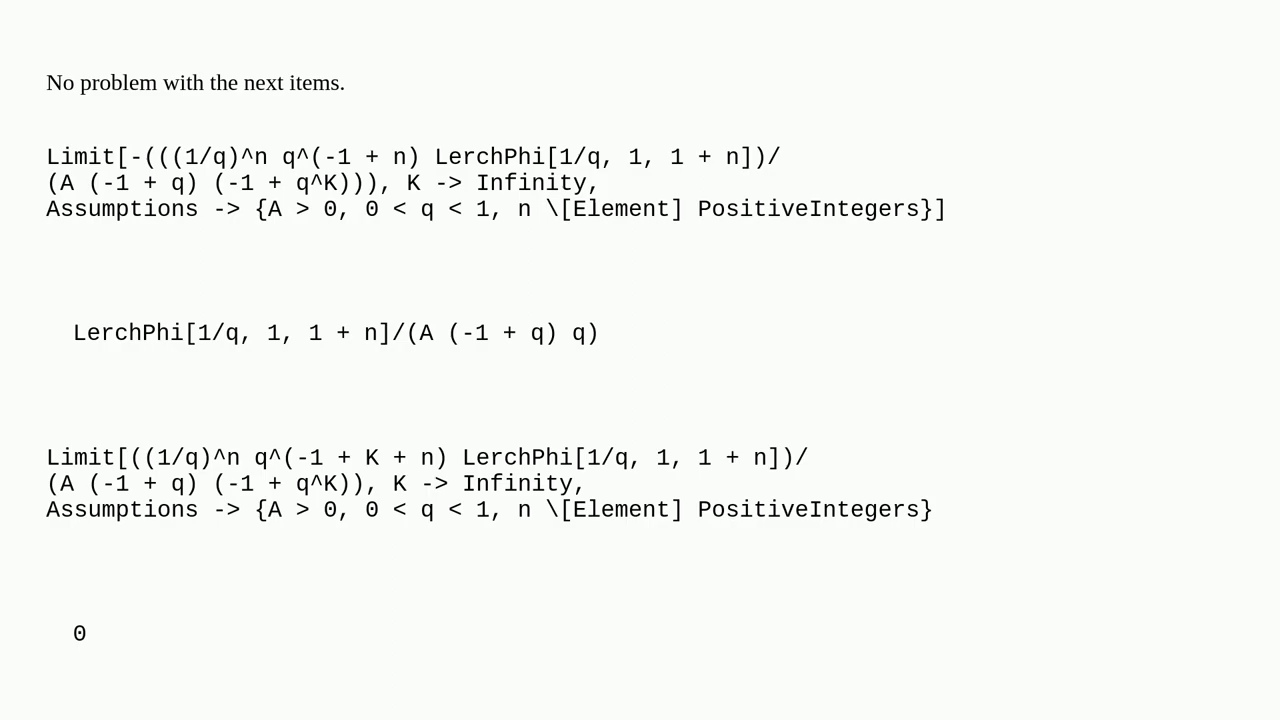 No problem with the next items.
Limit[-(((1/q)^n q^(-1 + n) LerchPhi[1/q, 1, 1 + n])/
(A (-1 + q) (-1 + q^K))), K -> Infinity,
Assumptions -> {A > 0, 0 < q < 1, n \[Element] PositiveIntegers}]
LerchPhi[1/q, 1, 1 + n]/(A (-1 + q) q)
Limit[((1/q)^n q^(-1 + K + n) LerchPhi[1/q, 1, 1 + n])/
(A (-1 + q) (-1 + q^K)), K -> Infinity,
Assumptions -> {A > 0, 0 < q < 1, n \[Element] PositiveIntegers}
0